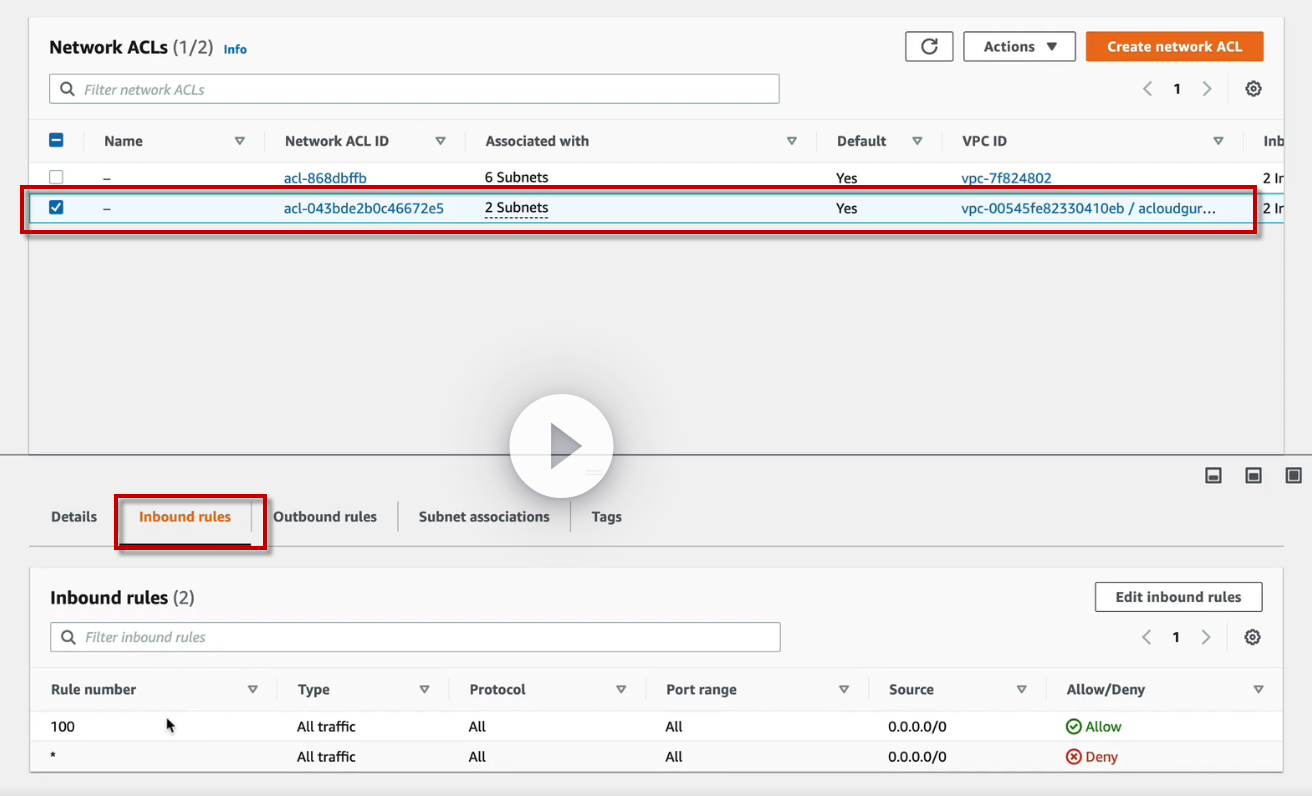 Network ACLs (1/2) Info
Actions ▼ Create network ACL
Filter network ACLs
1
Name Network ACL ID Associated with Default VPC ID Inb
– acl-868dbffb 6 Subnets Yes vpc-7f824802 2 In
– acl-043bde2b0c46672e5 2 Subnets Yes vpc-00545fe82330410eb / acloudgur... 2 In
Details Inbound rules Outbound rules Subnet associations Tags
Inbound rules (2)
Edit inbound rules
Filter inbound rules
1
Rule number Type Protocol Port range Source Allow/Deny
100 All traffic All All 0.0.0.0/0 Allow
* All traffic All All 0.0.0.0/0 Deny